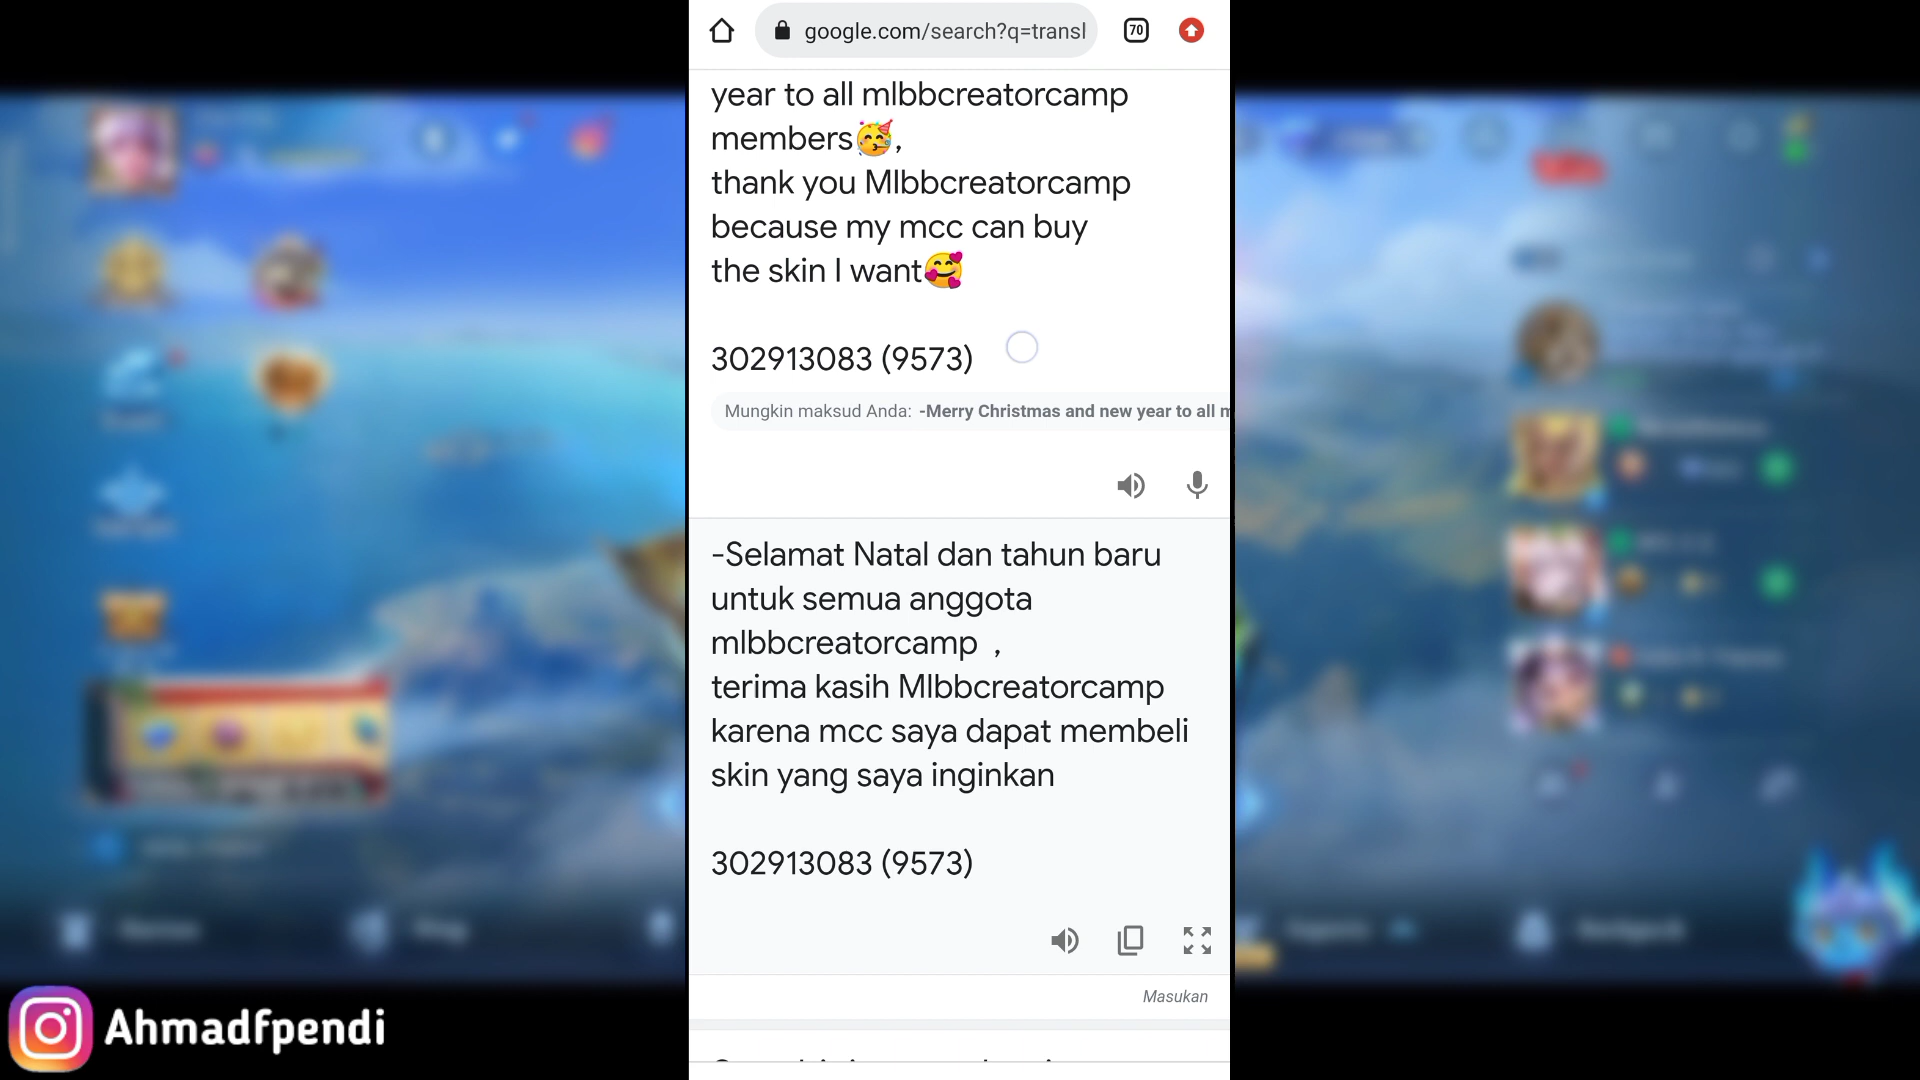 google.com/search?q=transl
70
year to all mlbbcreatorcamp
members🥳,
thank you Mlbbcreatorcamp
because my mcc can buy
the skin I want🥰
302913083 (9573)
Mungkin maksud Anda: -Merry Christmas and new year to all
-Selamat Natal dan tahun baru
untuk semua anggota
mlbbcreatorcamp ,
terima kasih Mlbbcreatorcamp
karena mcc saya dapat membeli
skin yang saya inginkan
302913083 (9573)
Masukan
Ahmadfpendi